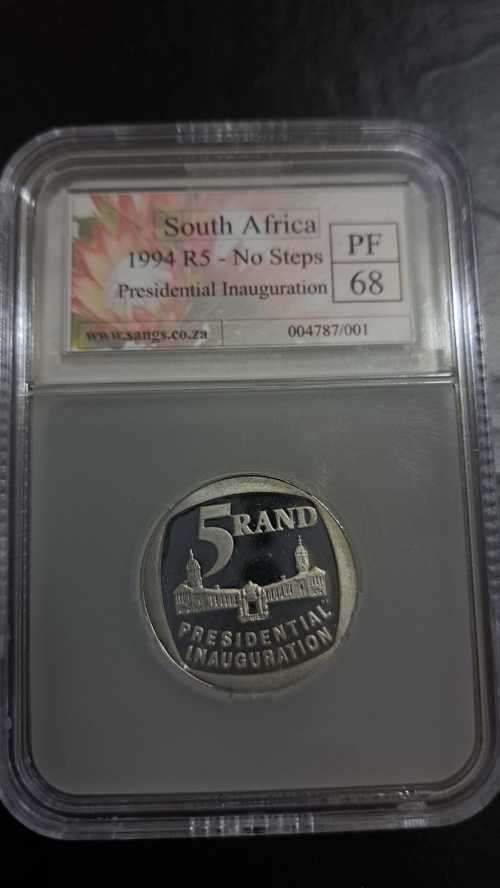 South Africa
1994 R5 - No Steps
Presidential Inauguration
PF
68
www.sangs.co.za
004787/001
5 RAND
PRESIDENTIAL
INAUGURATION